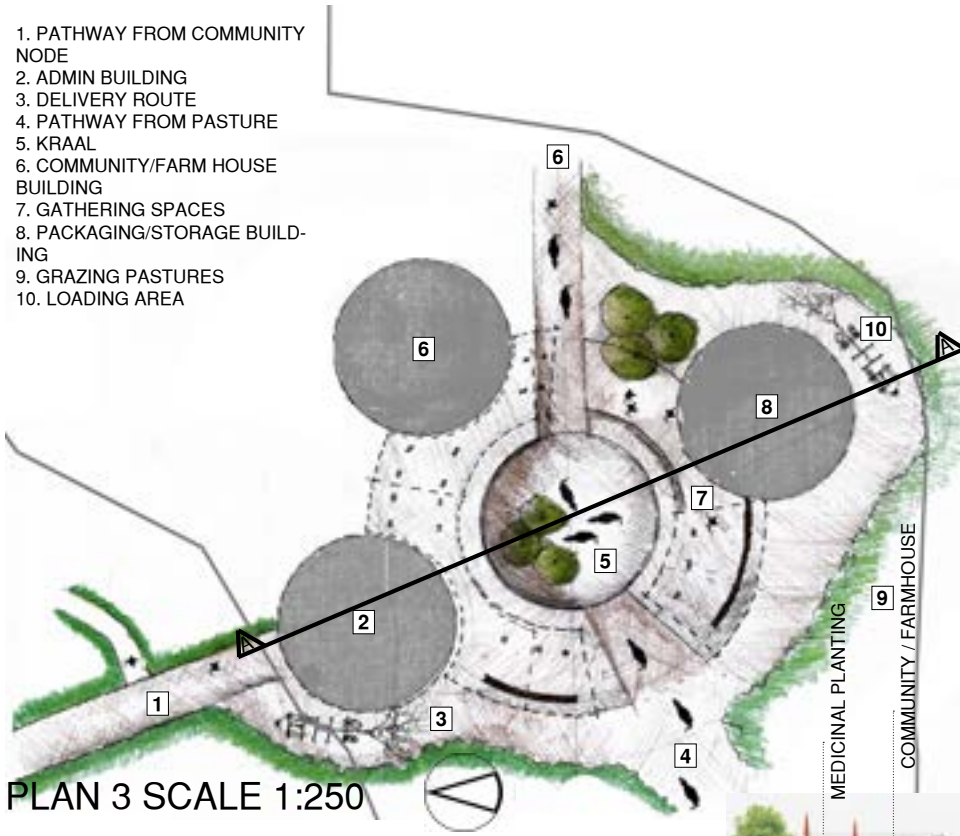 1. PATHWAY FROM COMMUNITY
NODE
2. ADMIN BUILDING
3. DELIVERY ROUTE
4. PATHWAY FROM PASTURE
5. KRAAL
6. COMMUNITY/FARM HOUSE
BUILDING
7. GATHERING SPACES
8. PACKAGING/STORAGE BUILD-
ING
9. GRAZING PASTURES
10. LOADING AREA
6
10
6
A
8
7
5
9
2
A
1
3
4
MEDICINAL PLANTING
COMMUNITY / FARMHOUSE
PLAN 3 SCALE 1:250